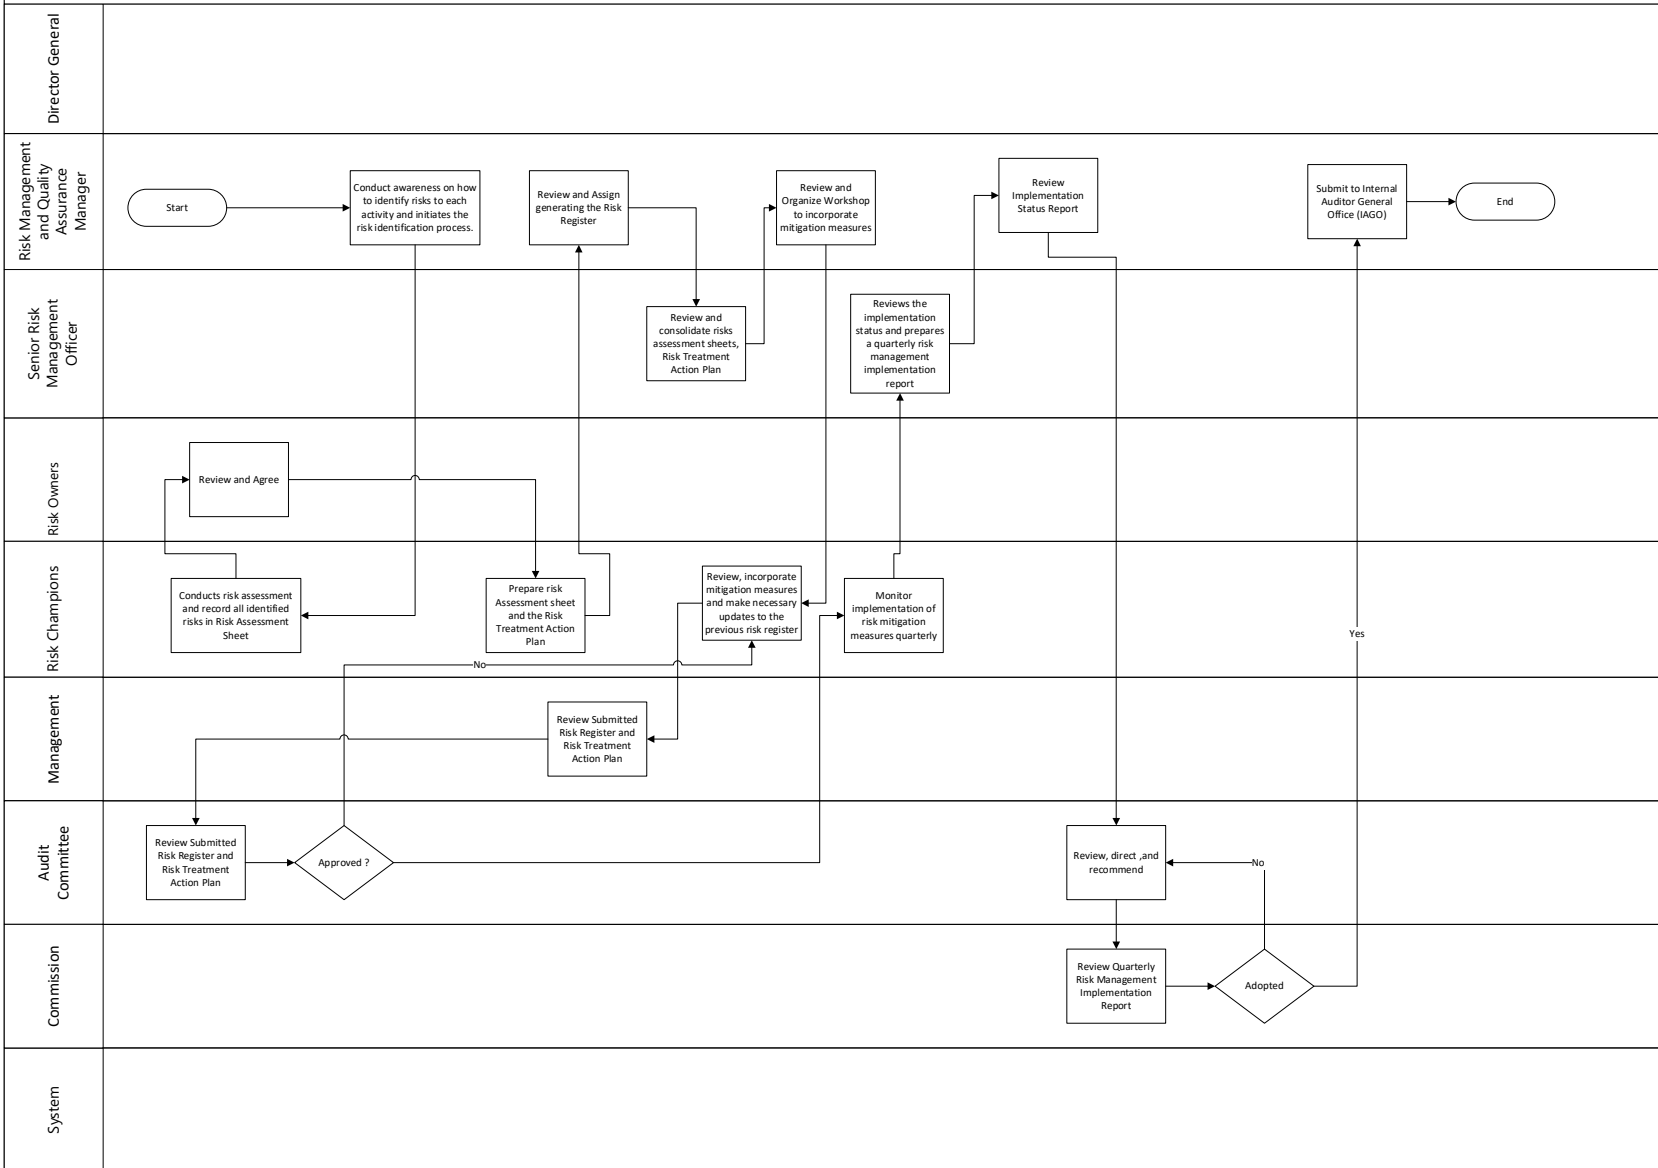 Director General
Risk Management
and Quality
Assurance
Manager
Start
Conduct awareness on how
to identify risks to each
activity and initiates the
risk identification process.
Review and Assign
generating the Risk
Register
Review and
Organize Workshop
to incorporate
mitigation measures
Review
Implementation
Status Report
Submit to Internal
Auditor General
Office (IAGO)
End
Senior Risk
Management
Officer
Review and
consolidate risks
assessment sheets,
Risk Treatment
Action Plan
Reviews the
implementation
status and prepares
a quarterly risk
management
implementation
report
Risk Owners
Review and Agree
Risk Champions
Conducts risk assessment
and record all identified
risks in Risk Assessment
Sheet
Prepare risk
Assessment sheet
and the Risk
Treatment Action
Plan
Review, incorporate
mitigation measures
and make necessary
updates to the
previous risk register
Monitor
implementation of
risk mitigation
measures quarterly
Yes
No
Management
Review Submitted
Risk Register and
Risk Treatment
Action Plan
Audit
Committee
Review Submitted
Risk Register and
Risk Treatment
Action Plan
Approved ?
Review, direct ,and
recommend
No
Commission
Review Quarterly
Risk Management
Implementation
Report
Adopted
System